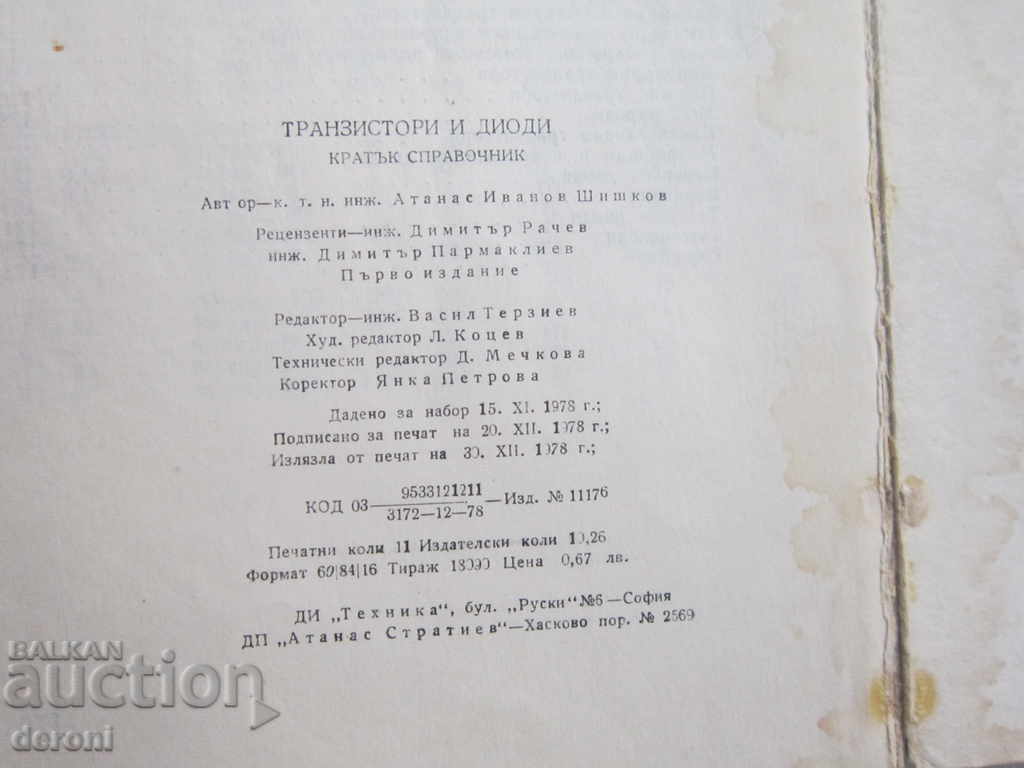 ТРАНЗИСТОРИ И ДИОДИ
КРАТЪК СПРАВОЧНИК
Автор—к. т. н. инж. Атанас Иванов Шишков
Рецензенти—инж. Димитър Рачев
инж. Димитър Пармаклиев
Първо издание
Редактор—инж. Васил Терзиев
Худ. редактор Л. Коцев
Технически редактор Д. Мечкова
Коректор Янка Петрова
Дадено за набор 15. XI. 1978 г.;
Подписано за печат на 20. XII. 1978 г.;
Излязла от печат на 30. XII. 1978 г.;
КОД 03 9533121211/3172—12—78 —Изд. № 11176
Печатни коли 11 Издателски коли 10,26
Формат 60|84|16 Тираж 18090 Цена 0,67 лв.
ДИ „Техника“, бул. „Руски“ №6—София
ДП „Атанас Стратиев“—Хасково пор. № 2569
BALKAN
auction
deroni